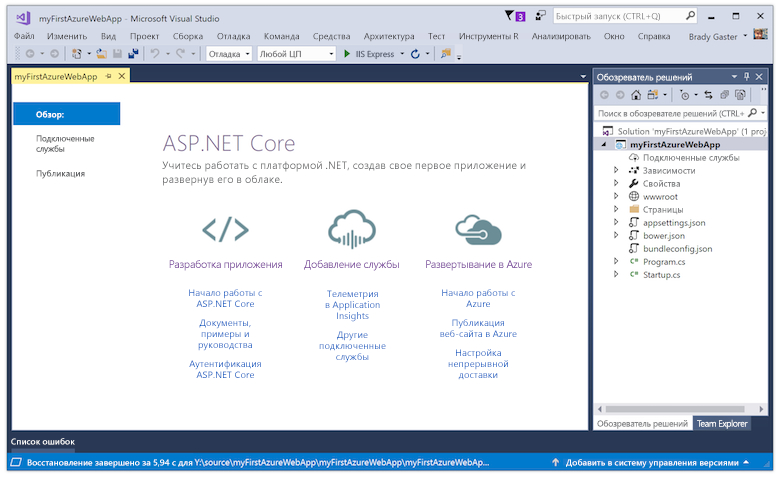 myFirstAzureWebApp - Microsoft Visual Studio
3
Быстрый запуск (CTRL+Q)
Файл Изменить Вид Проект Сборка Отладка Команда Средства Архитектура Тест Инструменты R Анализировать Окно Справка Brady Gaster
Отладка Любой ЦП IIS Express
myFirstAzureWebApp
Обзор:
Подключенные
службы
Публикация
ASP.NET Core
Учитесь работать с платформой .NET, создав свое первое приложение и
развернув его в облаке.
Разработка приложения
Начало работы с
ASP.NET Core
Документы,
примеры и
руководства
Аутентификация
ASP.NET Core
Добавление службы
Телеметрия
в Application
Insights
Другие
подключенные
службы
Развертывание в Azure
Начало работы с
Azure
Публикация
веб-сайта в Azure
Настройка
непрерывной
доставки
Обозреватель решений
Поиск в обозревателе решений (CTRL+
Solution 'myFirstAzureWebApp' (1 proj
myFirstAzureWebApp
Подключенные службы
Зависимости
Свойства
wwwroot
Страницы
appsettings.json
bower.json
bundleconfig.json
Program.cs
Startup.cs
Обозреватель решений Team Explorer
Список ошибок
Восстановление завершено за 5,94 с для Y:\source\myFirstAzureWebApp\myFirstAzureWebApp\myFirstAzureWebAp... Добавить в систему управления версиями